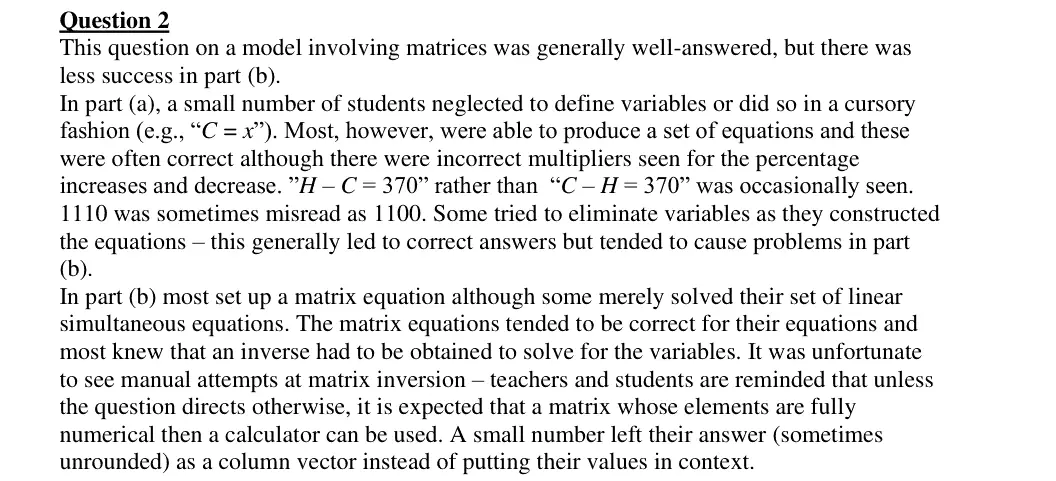 Question 2
This question on a model involving matrices was generally well-answered, but there was
less success in part (b).
In part (a), a small number of students neglected to define variables or did so in a cursory
fashion (e.g., “C = x”). Most, however, were able to produce a set of equations and these
were often correct although there were incorrect multipliers seen for the percentage
increases and decrease. ”H – C = 370” rather than “C – H = 370” was occasionally seen.
1110 was sometimes misread as 1100. Some tried to eliminate variables as they constructed
the equations – this generally led to correct answers but tended to cause problems in part
(b).
In part (b) most set up a matrix equation although some merely solved their set of linear
simultaneous equations. The matrix equations tended to be correct for their equations and
most knew that an inverse had to be obtained to solve for the variables. It was unfortunate
to see manual attempts at matrix inversion – teachers and students are reminded that unless
the question directs otherwise, it is expected that a matrix whose elements are fully
numerical then a calculator can be used. A small number left their answer (sometimes
unrounded) as a column vector instead of putting their values in context.